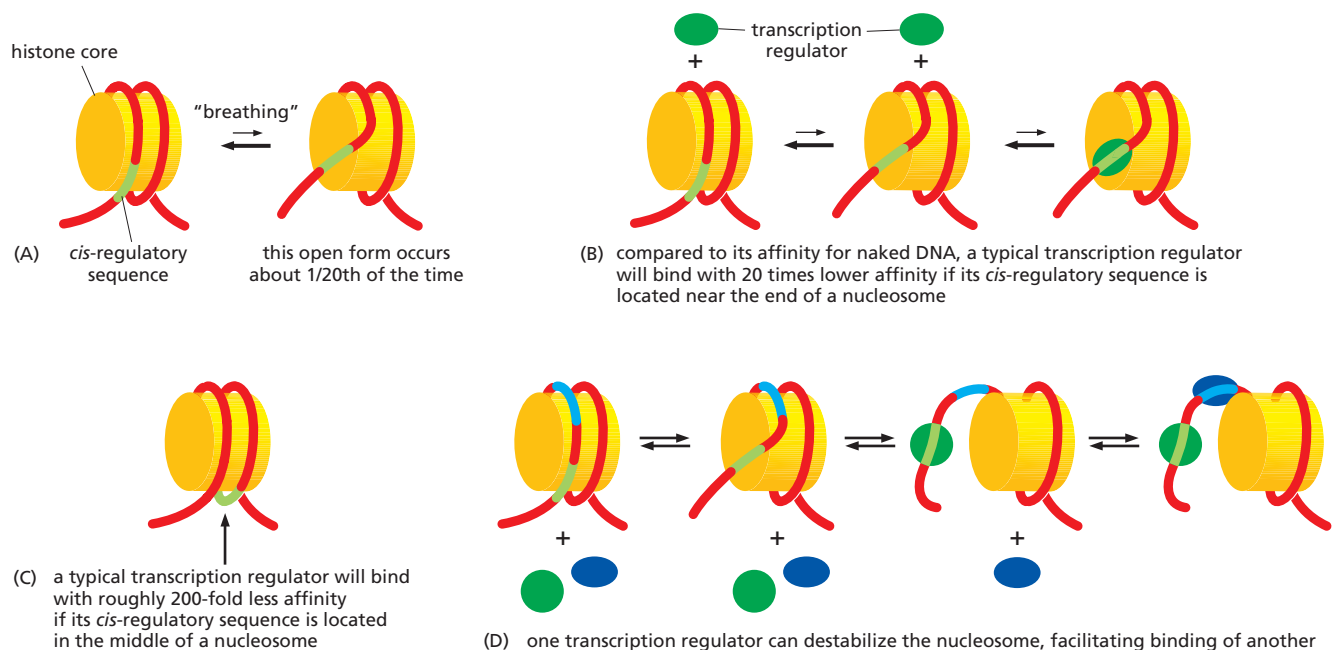 histone core
"breathing"
(A) cis-regulatory
sequence
this open form occurs
about 1/20th of the time
transcription
regulator
+
+
(B) compared to its affinity for naked DNA, a typical transcription regulator
will bind with 20 times lower affinity if its cis-regulatory sequence is
located near the end of a nucleosome
(C) a typical transcription regulator will bind
with roughly 200-fold less affinity
if its cis-regulatory sequence is located
in the middle of a nucleosome
+
+
+
(D) one transcription regulator can destabilize the nucleosome, facilitating binding of another